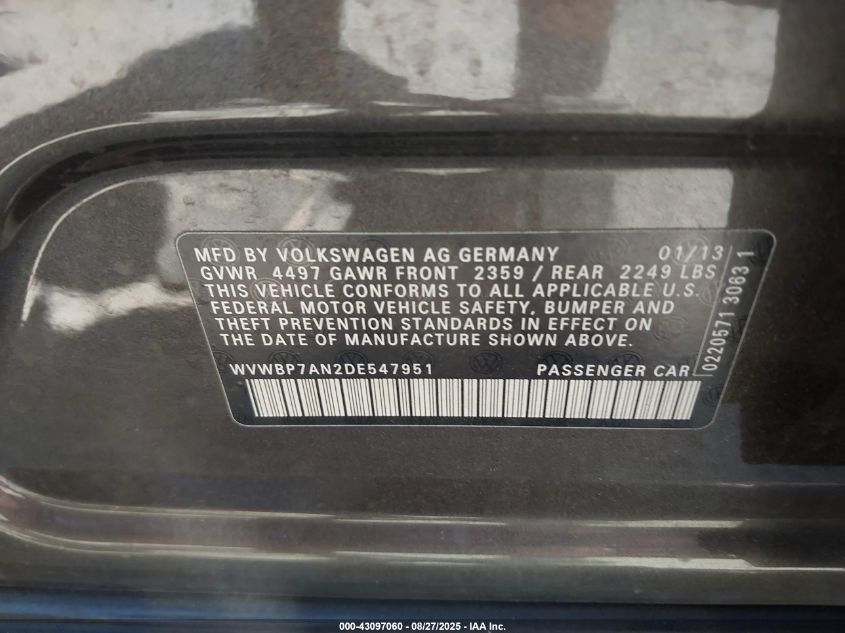 MFD BY VOLKSWAGEN AG GERMANY 01/13
GVWR 4497 GAWR FRONT 2359 / REAR 2249 LBS
THIS VEHICLE CONFORMS TO ALL APPLICABLE U.S.
FEDERAL MOTOR VEHICLE SAFETY, BUMPER AND
THEFT PREVENTION STANDARDS IN EFFECT ON
THE DATE OF MANUFACTURE SHOWN ABOVE.
WVWBP7AN2DE547951 PASSENGER CAR
0220571 3063 1
000-43097060 - 08/27/2025 - IAA Inc.